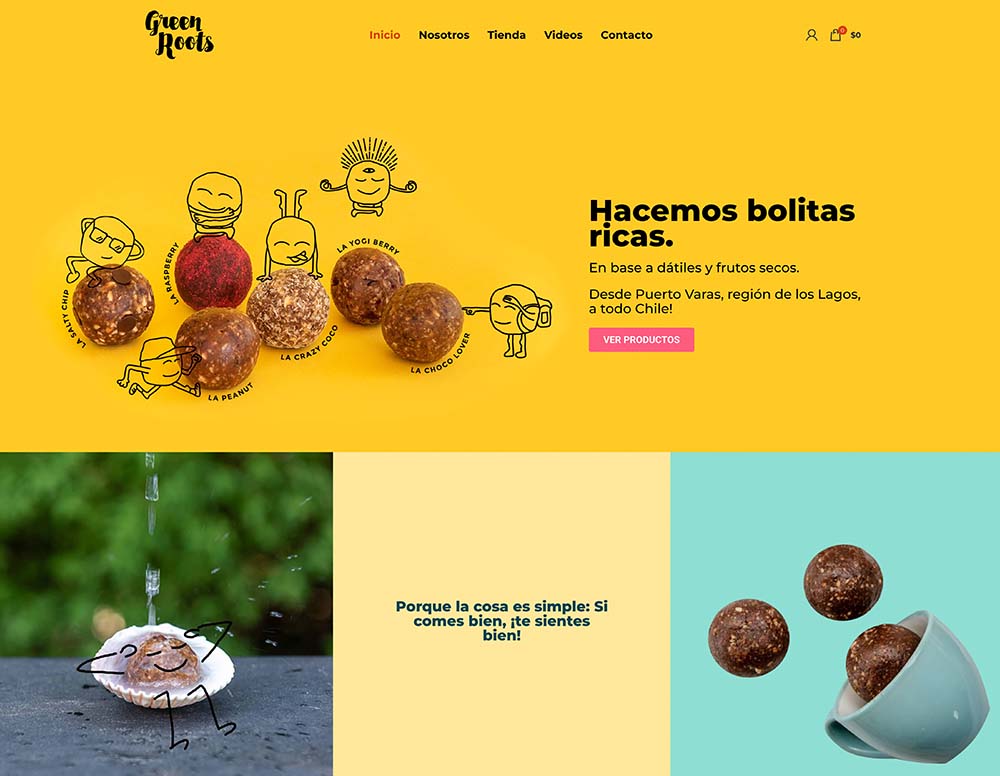 Green
Roots
Inicio Nosotros Tienda Videos Contacto
0 $0
LA SALTY CHIP
LA RASPBERRY
LA PEANUT
LA CRAZY COCO
LA YOGI BERRY
LA CHOCO LOVER
Hacemos bolitas
ricas.
En base a dátiles y frutos secos.
Desde Puerto Varas, región de los Lagos,
a todo Chile!
VER PRODUCTOS
Porque la cosa es simple: Si
comes bien, ¡te sientes
bien!